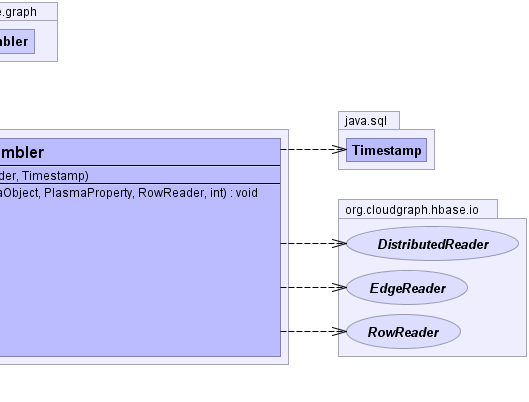 .graph
mbler
java.sql
Timestamp
mbler
der, Timestamp)
aObject, PlasmaProperty, RowReader, int) : void
org.cloudgraph.hbase.io
DistributedReader
EdgeReader
RowReader